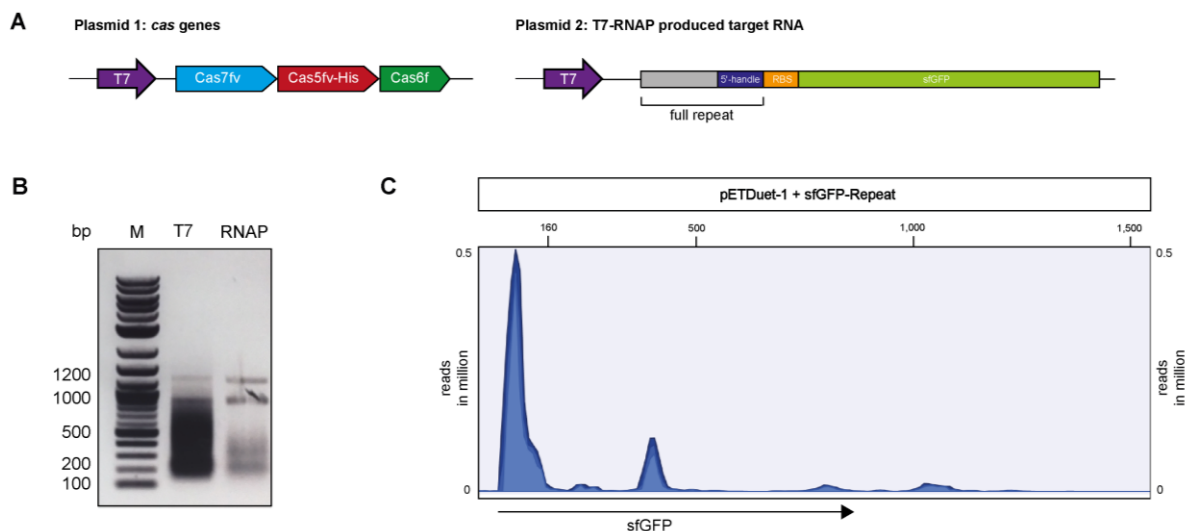 A
Plasmid 1: cas genes
T7
Cas7fv
Cas5fv-His
Cas6f
Plasmid 2: T7-RNAP produced target RNA
T7
5'-handle
RBS
sfGFP
full repeat
B
bp M T7 RNAP
1200
1000
500
200
100
C
pETDuet-1 + sfGFP-Repeat
160 500 1,000 1,500
0.5 0.5
reads
in million
reads
in million
0 0
sfGFP